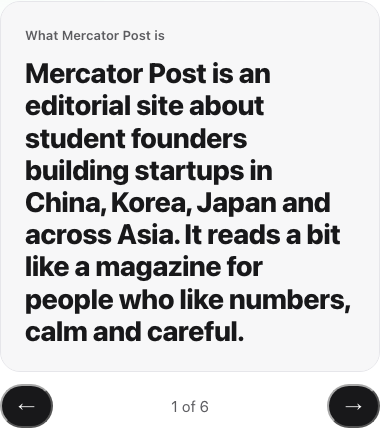 What Mercator Post is
Mercator Post is an
editorial site about
student founders
building startups in
China, Korea, Japan and
across Asia. It reads a bit
like a magazine for
people who like numbers,
calm and careful.
← 1 of 6 →